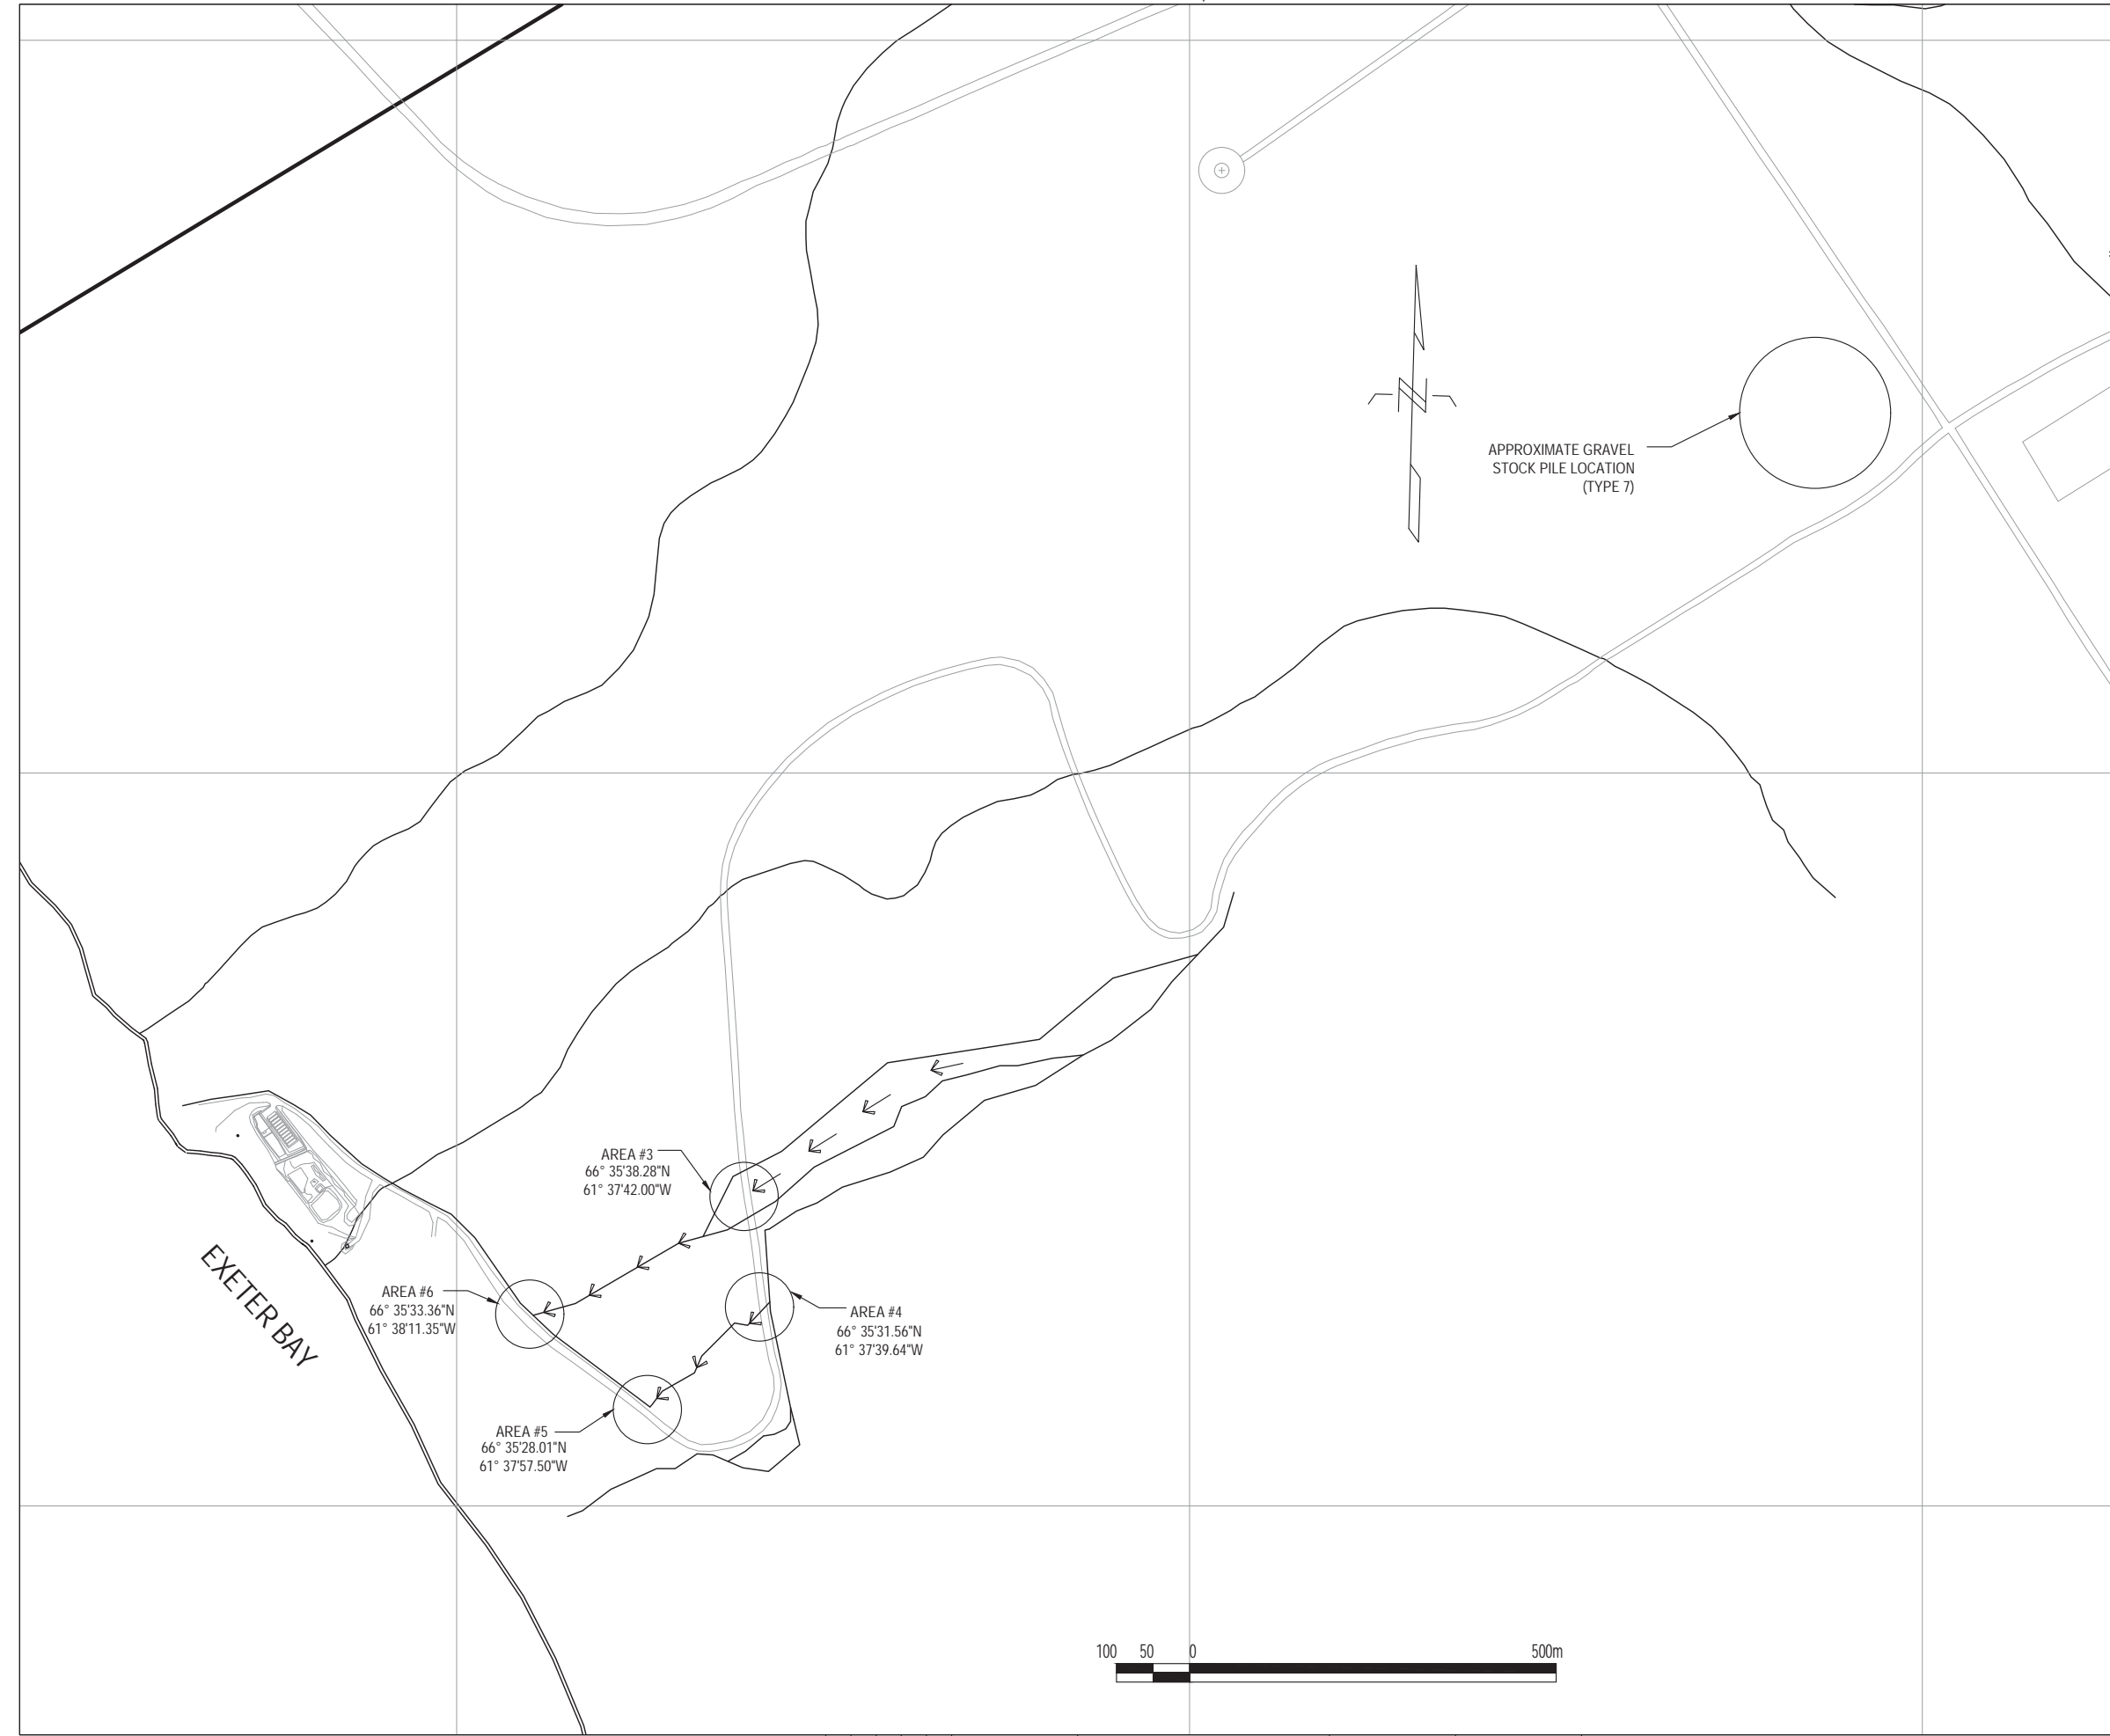 APPROXIMATE GRAVEL
STOCK PILE LOCATION
(TYPE 7)
AREA #3
66° 35'38.28"N
61° 37'42.00"W
AREA #6
66° 35'33.36"N
61° 38'11.35"W
AREA #4
66° 35'31.56"N
61° 37'39.64"W
EXETER BAY
AREA #5
66° 35'28.01"N
61° 37'57.50"W
100 50 0 500m